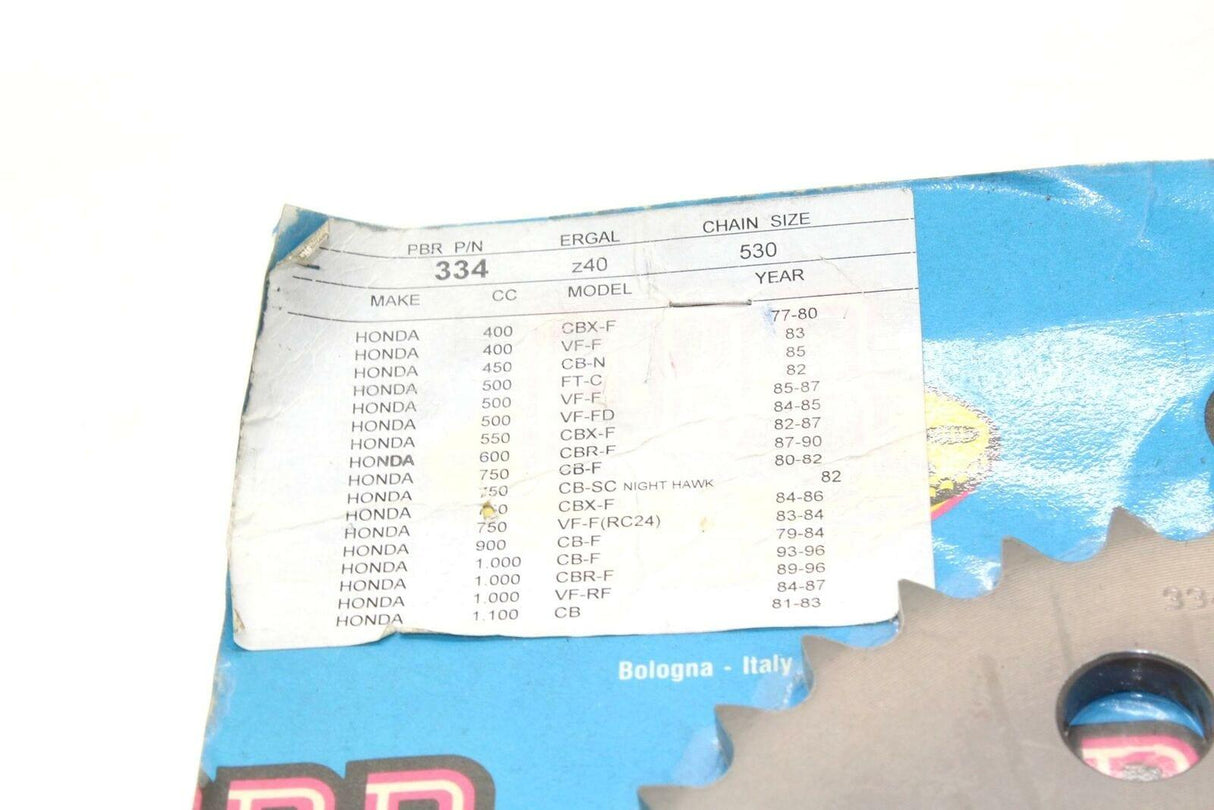 PBR P/N ERGAL CHAIN SIZE
334 z40 530
MAKE CC MODEL YEAR
HONDA 400 CBX-F 77-80
HONDA 400 VF-F 83
HONDA 450 CB-N 85
HONDA 500 FT-C 82
HONDA 500 VF-F 85-87
HONDA 500 VF-FD 84-85
HONDA 550 CBX-F 82-87
HONDA 600 CBR-F 87-90
HONDA 750 CB-F 80-82
HONDA CB-SC NIGHT HAWK 82
HONDA CBX-F 84-86
HONDA 750 VF-F(RC24) 83-84
HONDA 900 CB-F 79-84
HONDA 1.000 CB-F 93-96
HONDA 1.000 CBR-F 89-96
HONDA 1.000 VF-RF 84-87
HONDA 1.100 CB 81-83
Bologna - Italy